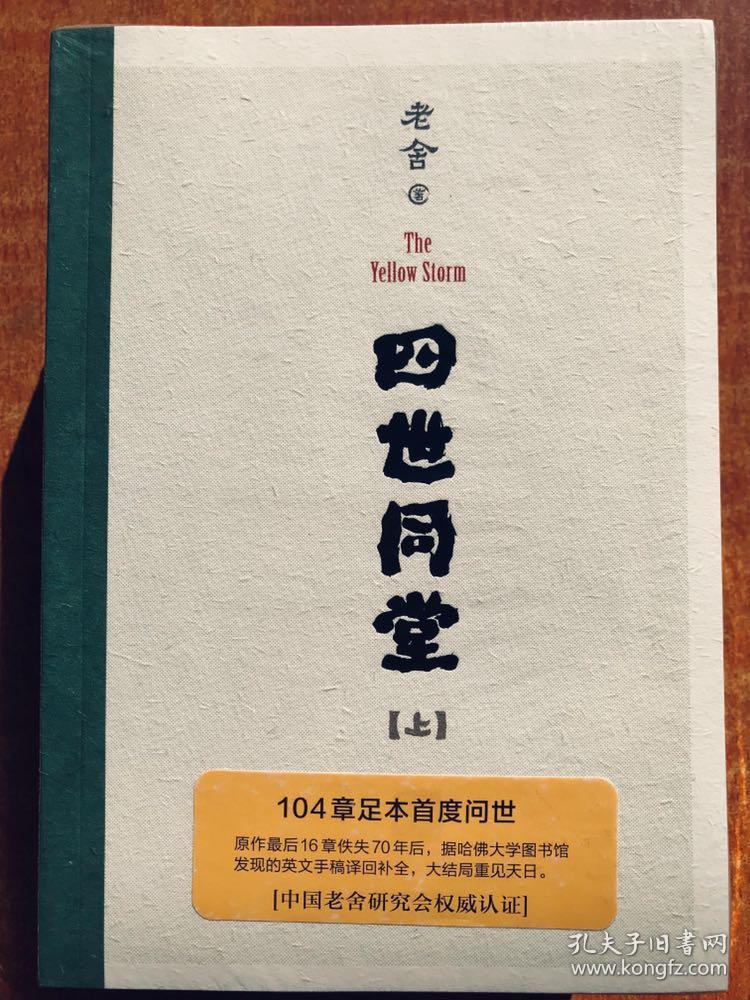 老舍 著
The
Yellow Storm
四世同堂
【上】
104章足本首度问世
原作最后16章佚失70年后，据哈佛大学图书馆
发现的英文手稿译回补全，大结局重见天日。
[中国老舍研究会权威认证]
孔夫子旧書网
www.kongfz.com